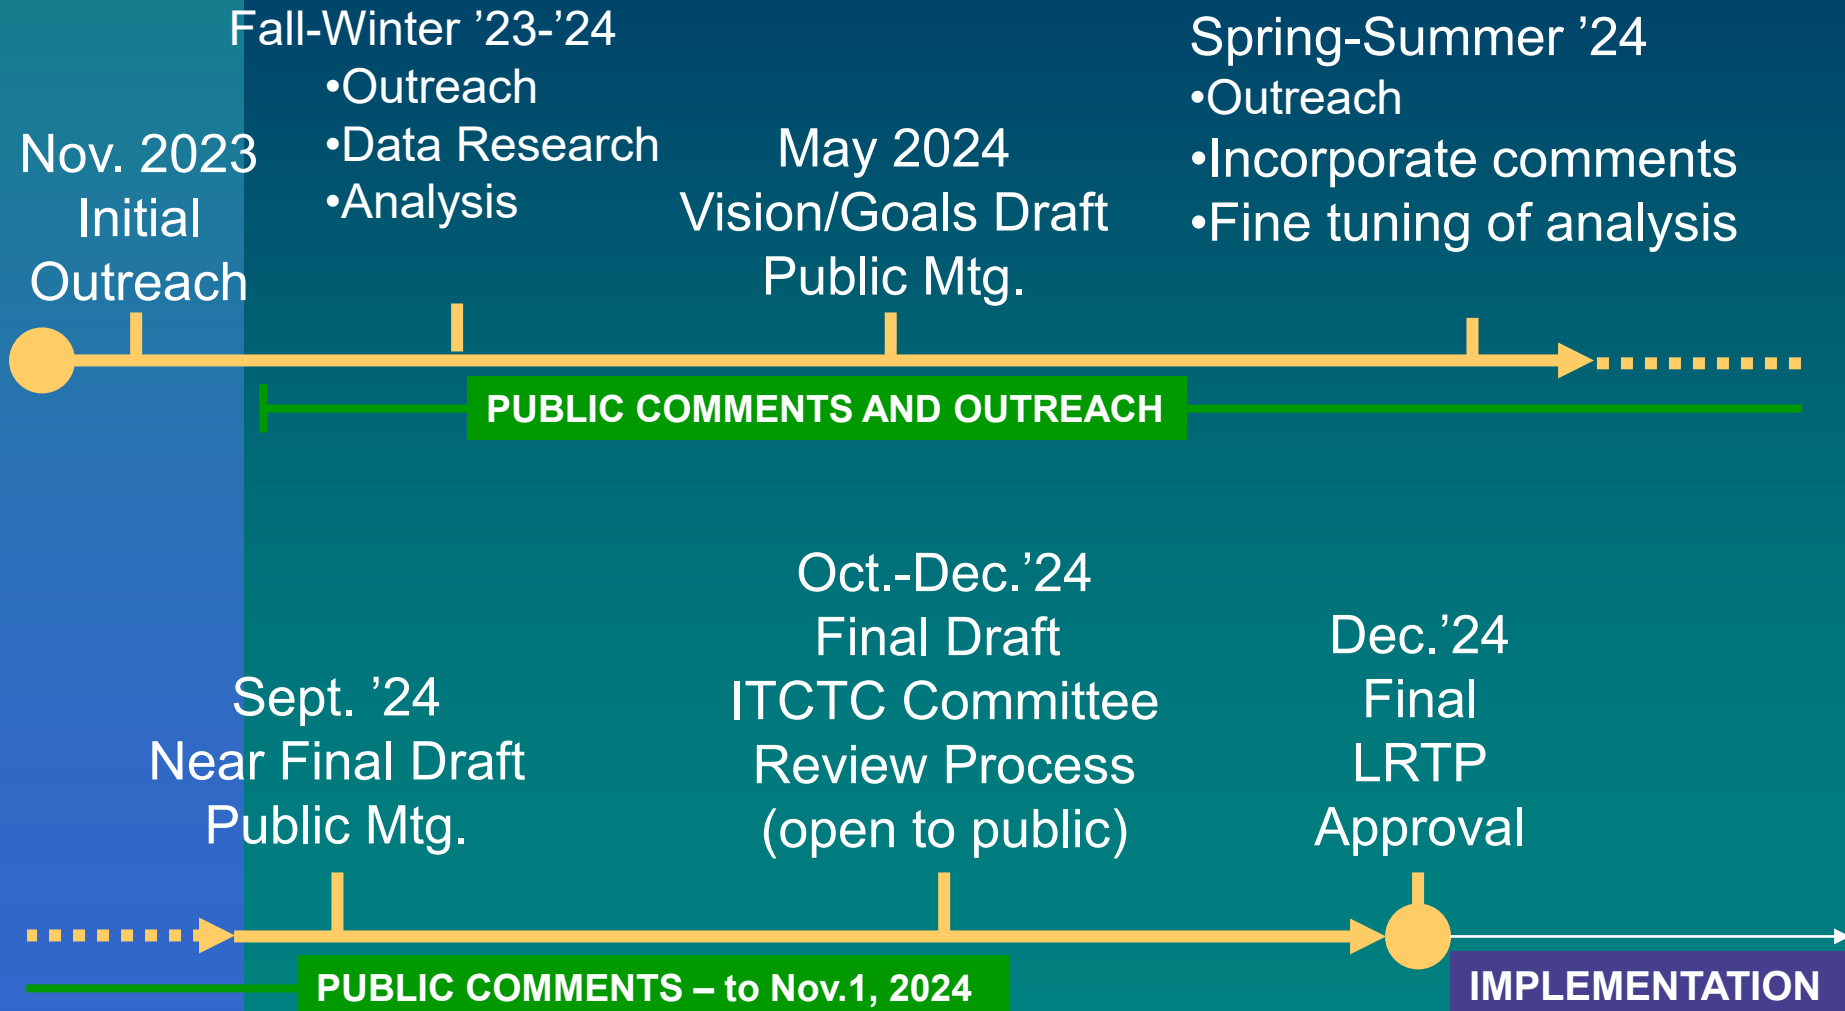 Nov. 2023
Initial
Outreach
Fall-Winter ’23-’24
•Outreach
•Data Research
•Analysis
May 2024
Vision/Goals Draft
Public Mtg.
Spring-Summer ’24
•Outreach
•Incorporate comments
•Fine tuning of analysis
PUBLIC COMMENTS AND OUTREACH
Sept. ’24
Near Final Draft
Public Mtg.
Oct.-Dec.’24
Final Draft
ITCTC Committee
Review Process
(open to public)
Dec.’24
Final
LRTP
Approval
PUBLIC COMMENTS – to Nov.1, 2024
IMPLEMENTATION